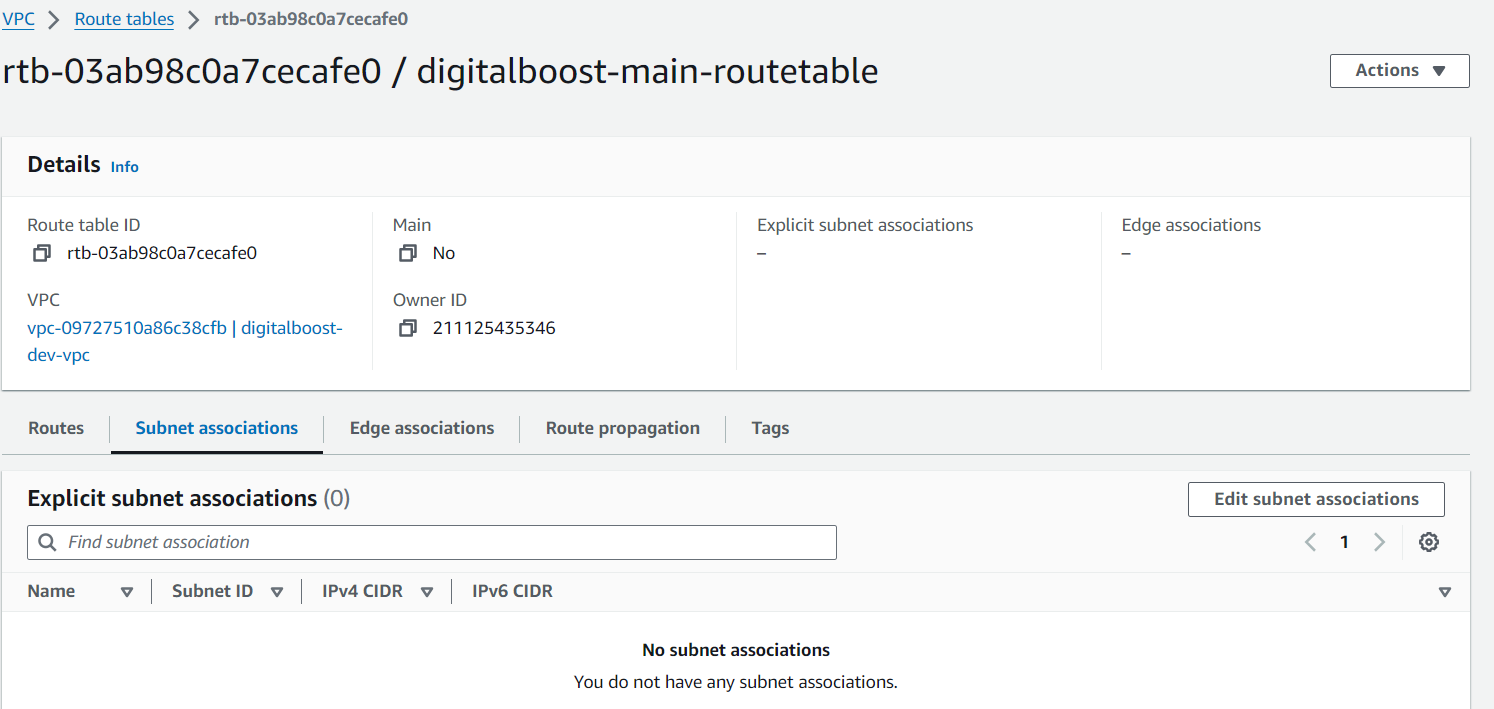 VPC > Route tables > rtb-03ab98c0a7cecafe0
rtb-03ab98c0a7cecafe0 / digitalboost-main-routetable
Actions
Details Info
Route table ID
rtb-03ab98c0a7cecafe0
Main
No
Explicit subnet associations
–
Edge associations
–
VPC
vpc-09727510a86c38cfb | digitalboost-
dev-vpc
Owner ID
211125435346
Routes Subnet associations Edge associations Route propagation Tags
Explicit subnet associations (0)
Edit subnet associations
Find subnet association
1
Name Subnet ID IPv4 CIDR IPv6 CIDR
No subnet associations
You do not have any subnet associations.